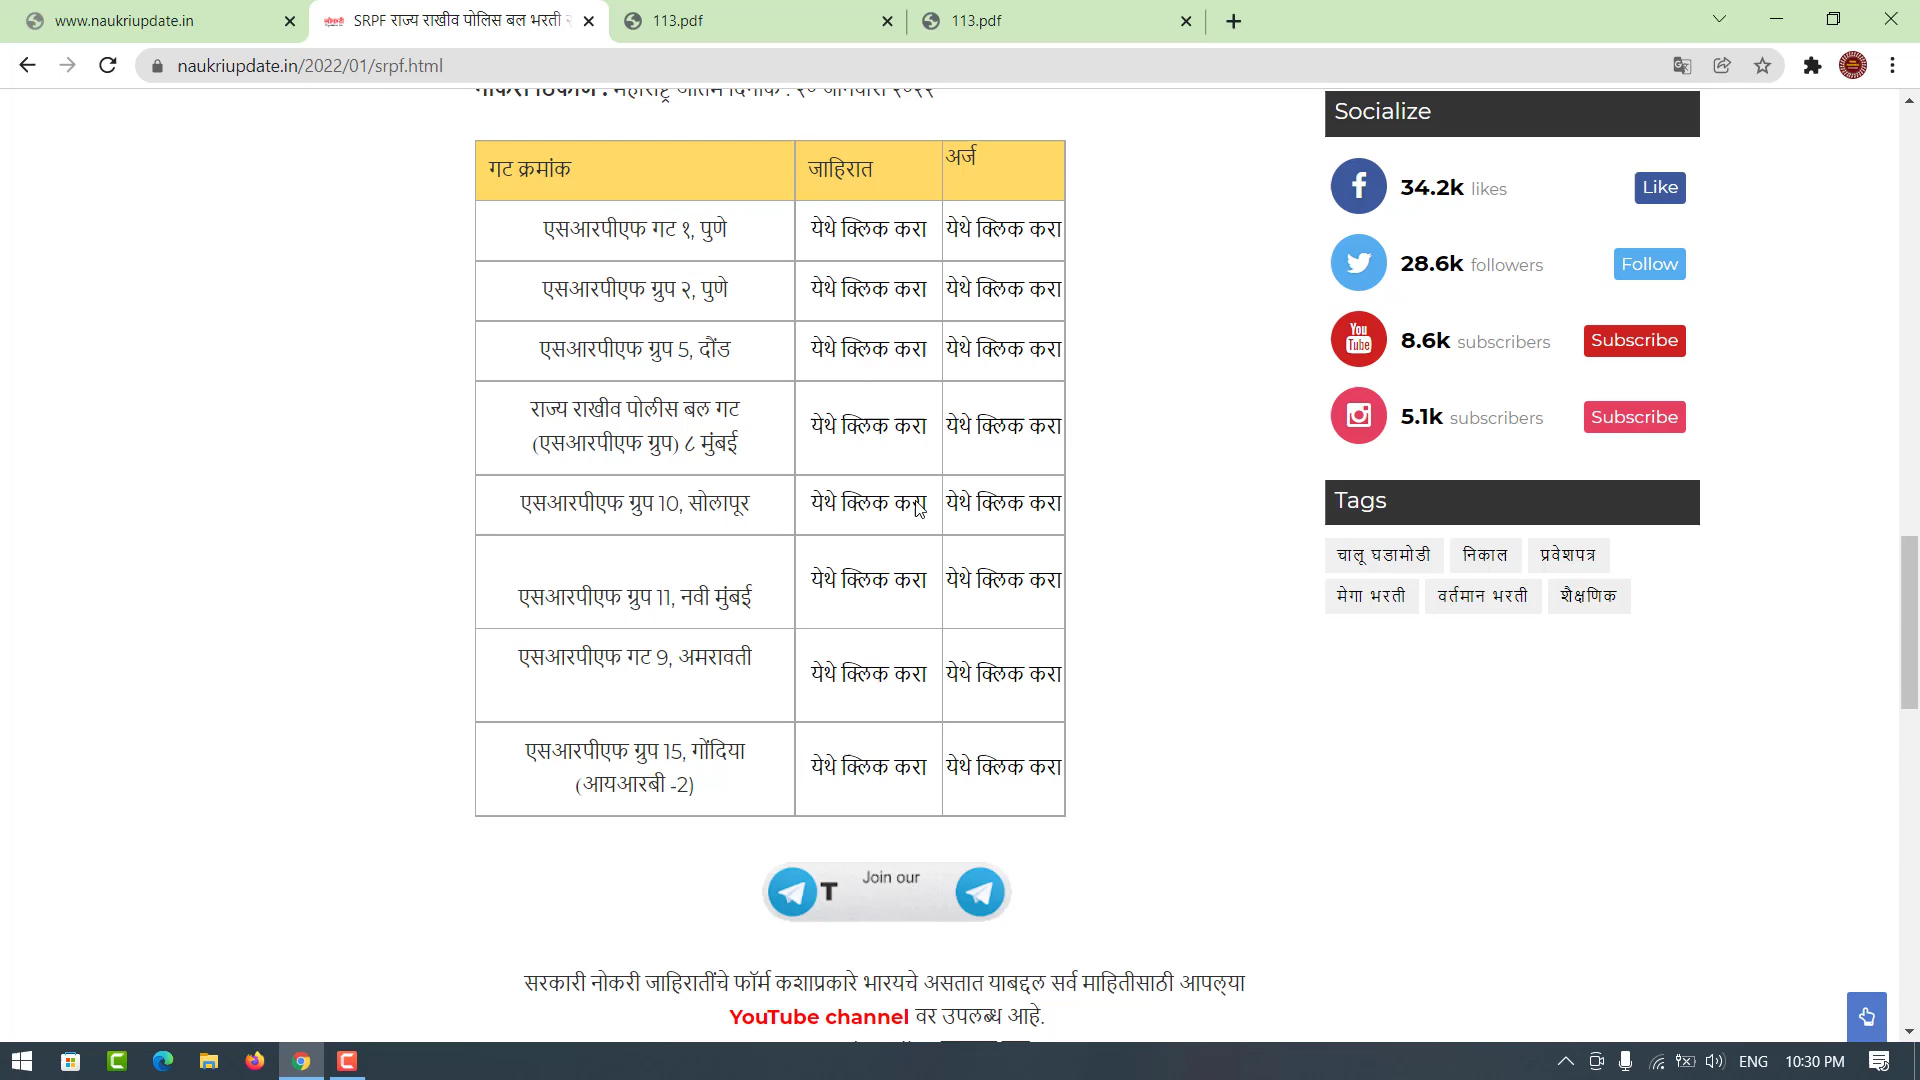 www.naukriupdate.in
SRPF राज्य राखीव पोलिस बल भरती
113.pdf
113.pdf
naukriupdate.in/2022/01/srpf.html
गट क्रमांक
जाहिरात
अर्ज
एसआरपीएफ गट १, पुणे
येथे क्लिक करा
येथे क्लिक करा
एसआरपीएफ ग्रुप २, पुणे
येथे क्लिक करा
येथे क्लिक करा
एसआरपीएफ ग्रुप 5, दौंड
येथे क्लिक करा
येथे क्लिक करा
राज्य राखीव पोलीस बल गट
(एसआरपीएफ ग्रुप) ८ मुंबई
येथे क्लिक करा
येथे क्लिक करा
एसआरपीएफ ग्रुप 10, सोलापूर
येथे क्लिक करा
येथे क्लिक करा
एसआरपीएफ ग्रुप 11, नवी मुंबई
येथे क्लिक करा
येथे क्लिक करा
एसआरपीएफ गट 9, अमरावती
येथे क्लिक करा
येथे क्लिक करा
एसआरपीएफ ग्रुप 15, गोंदिया
(आयआरबी -2)
येथे क्लिक करा
येथे क्लिक करा
T
Join our
सरकारी नोकरी जाहिरातींचे फॉर्म कशाप्रकारे भारयचे असतात याबद्दल सर्व माहितीसाठी आपल्या
YouTube channel वर उपलब्ध आहे.
Socialize
34.2k likes
Like
28.6k followers
Follow
You
Tube
8.6k subscribers
Subscribe
5.1k subscribers
Subscribe
Tags
चालू घडामोडी
निकाल
प्रवेशपत्र
मेगा भरती
वर्तमान भरती
शैक्षणिक
ENG
10:30 PM